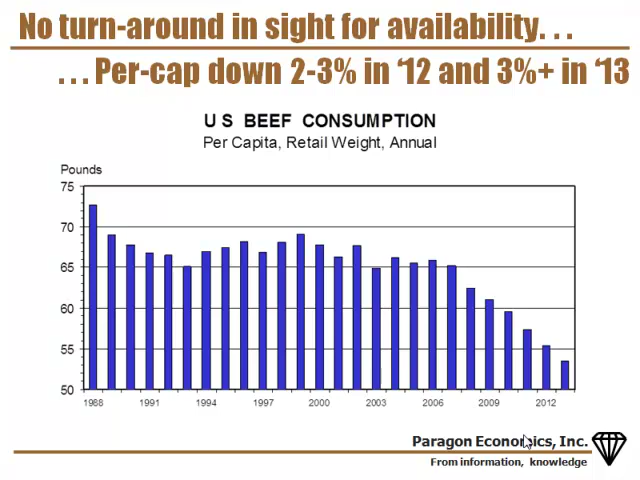 No turn-around in sight for availability. . .
. . . Per-cap down 2-3% in ‘12 and 3%+ in ‘13
U S BEEF CONSUMPTION
Per Capita, Retail Weight, Annual
Pounds
75
70
65
60
55
50
1988 1991 1994 1997 2000 2003 2006 2009 2012
Paragon Economics, Inc.
From information, knowledge